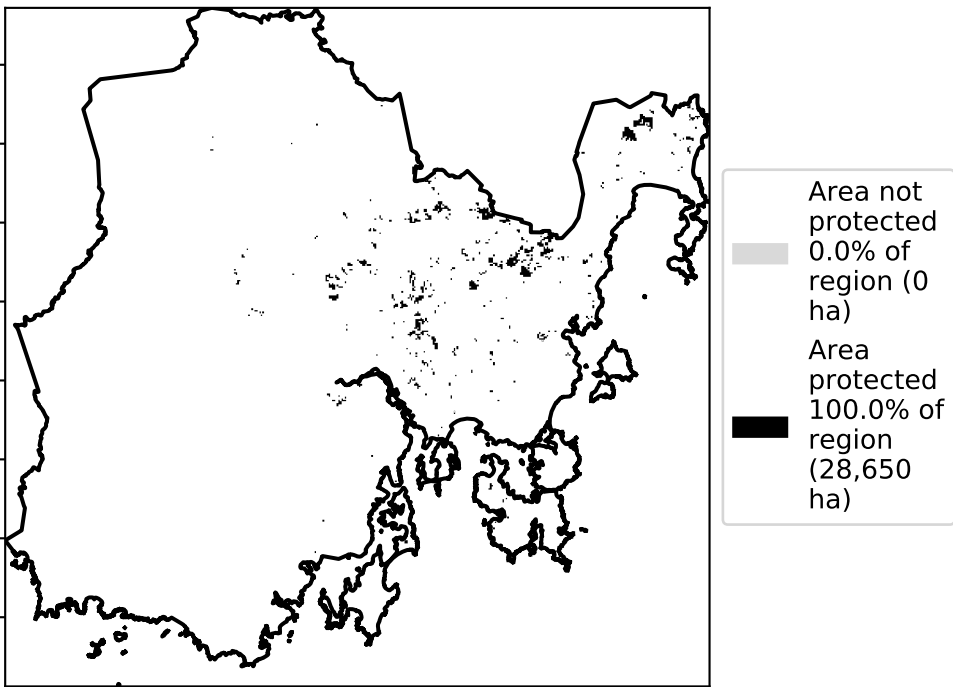 Area not
protected
0.0% of
region (0
ha)
Area
protected
100.0% of
region
(28,650
ha)